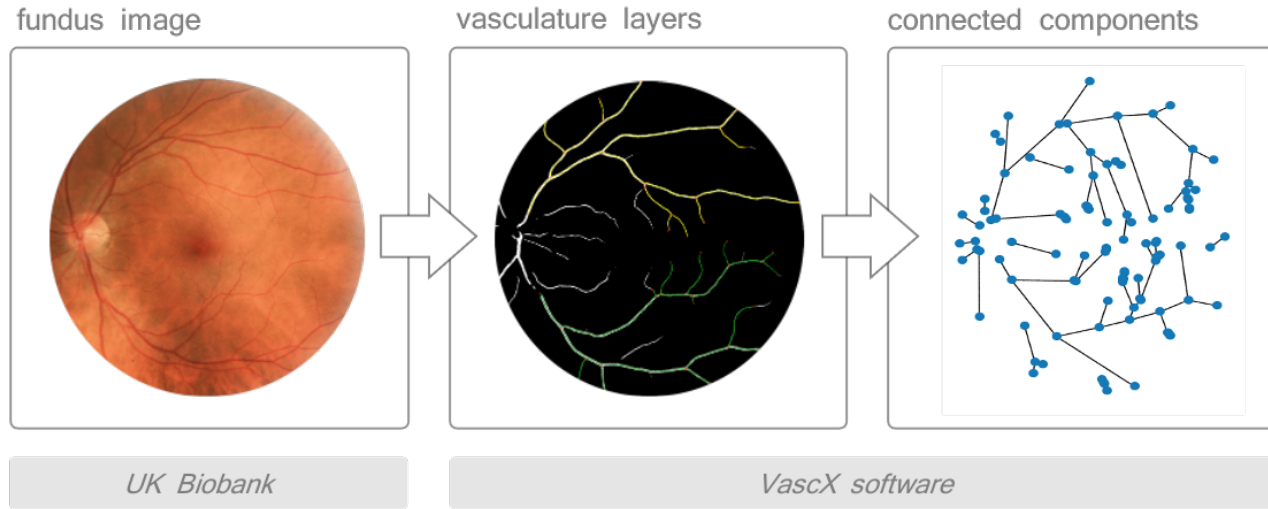 fundus image
vasculature layers
connected components
UK Biobank
VascX software